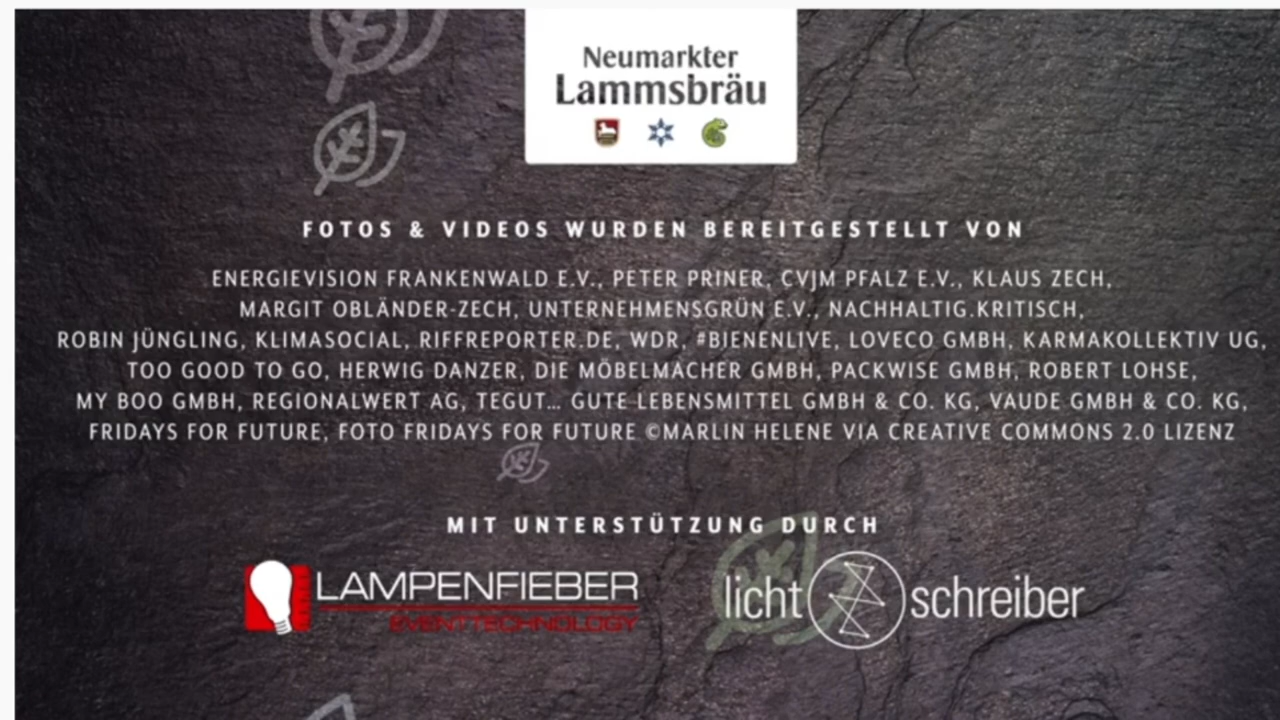 Neumarkter
Lammsbräu
FOTOS & VIDEOS WURDEN BEREITGESTELLT VON
ENERGIEVISION FRANKENWALD E.V., PETER PRINER, CVJM PFALZ E.V., KLAUS ZECH,
MARGIT OBLÄNDER-ZECH, UNTERNEHMENSGRÜN E.V., NACHHALTIG.KRITISCH,
ROBIN JÜNGLING, KLIMASOCIAL, RIFFREPORTER.DE, WDR, #BIENENLIVE, LOVECO GMBH, KARMAKOLLEKTIV UG,
TOO GOOD TO GO, HERWIG DANZER, DIE MÖBELMACHER GMBH, PACKWISE GMBH, ROBERT LOHSE,
MY BOO GMBH, REGIONALWERT AG, TEGUT... GUTE LEBENSMITTEL GMBH & CO. KG, VAUDE GMBH & CO. KG,
FRIDAYS FOR FUTURE, FOTO FRIDAYS FOR FUTURE ©MARLIN HELENE VIA CREATIVE COMMONS 2.0 LIZENZ
MIT UNTERSTÜTZUNG DURCH
LAMPENFIEBER
EVENTTECHNOLOGY
licht schreiber